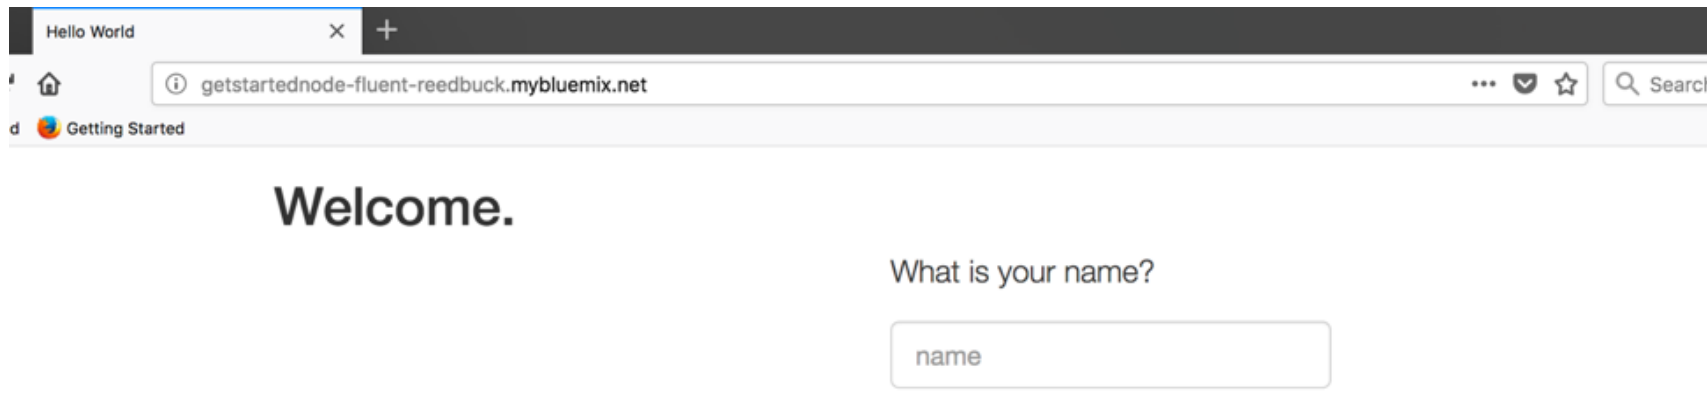 Hello World
getstartednode-fluent-reedbuck.mybluemix.net
Getting Started
Welcome.
What is your name?
name